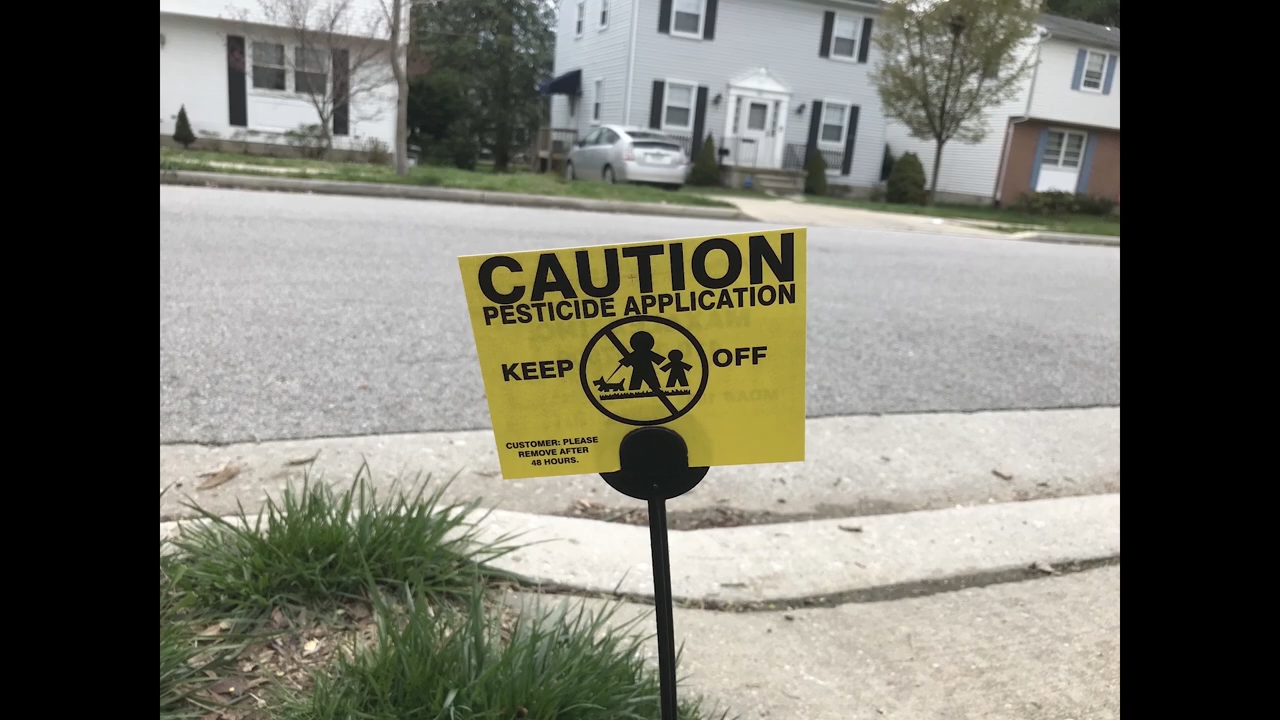 CAUTION
PESTICIDE APPLICATION
KEEP OFF
CUSTOMER: PLEASE
REMOVE AFTER
48 HOURS.